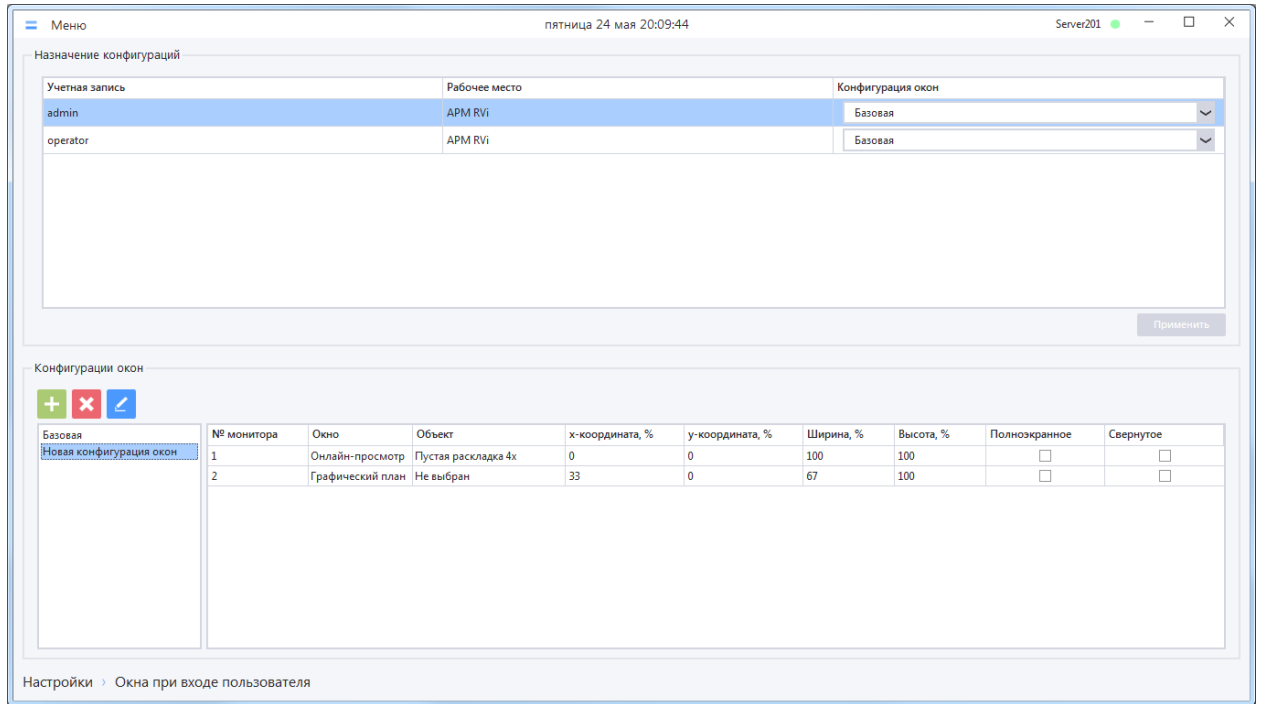 Меню пятница 24 мая 20:09:44 Server201
Назначение конфигураций
Учетная запись Рабочее место Конфигурация окон
admin АРМ RVi Базовая
operator АРМ RVi Базовая
Применить
Конфигурации окон
Базовая № монитора Окно Объект х-координата, % у-координата, % Ширина, % Высота, % Полноэкранное Свернутое
Новая конфигурация окон 1 Онлайн-просмотр Пустая раскладка 4х 0 0 100 100
2 Графический план Не выбран 33 0 67 100
Настройки › Окна при входе пользователя